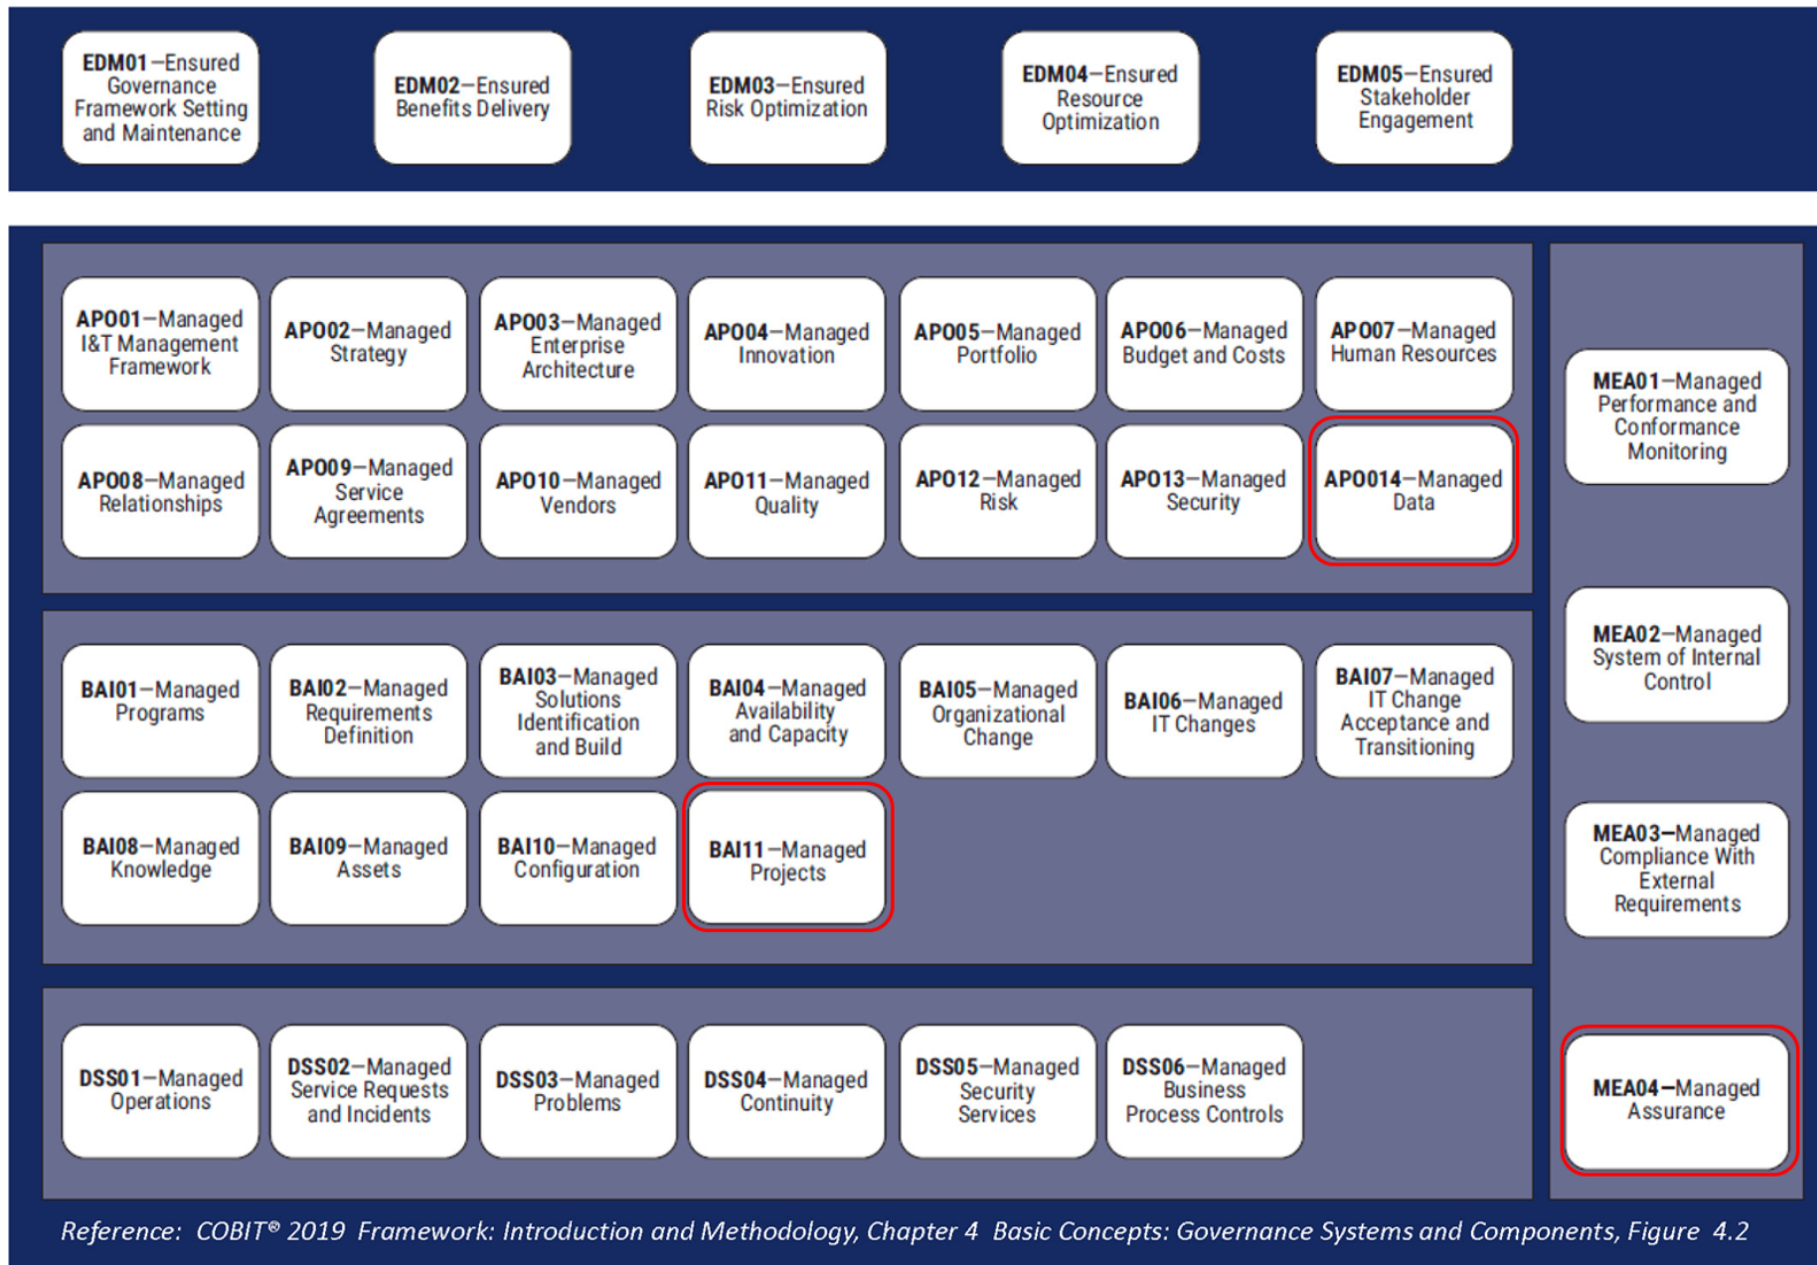 EDM01—Ensured
Governance
Framework Setting
and Maintenance
EDM02—Ensured
Benefits Delivery
EDM03—Ensured
Risk Optimization
EDM04—Ensured
Resource
Optimization
EDM05—Ensured
Stakeholder
Engagement
APO01—Managed
I&T Management
Framework
APO02—Managed
Strategy
APO03—Managed
Enterprise
Architecture
APO04—Managed
Innovation
APO05—Managed
Portfolio
APO06—Managed
Budget and Costs
APO07—Managed
Human Resources
APO08—Managed
Relationships
APO09—Managed
Service
Agreements
APO10—Managed
Vendors
APO11—Managed
Quality
APO12—Managed
Risk
APO13—Managed
Security
APO014—Managed
Data
BAI01—Managed
Programs
BAI02—Managed
Requirements
Definition
BAI03—Managed
Solutions
Identification
and Build
BAI04—Managed
Availability
and Capacity
BAI05—Managed
Organizational
Change
BAI06—Managed
IT Changes
BAI07—Managed
IT Change
Acceptance and
Transitioning
BAI08—Managed
Knowledge
BAI09—Managed
Assets
BAI10—Managed
Configuration
BAI11—Managed
Projects
DSS01—Managed
Operations
DSS02—Managed
Service Requests
and Incidents
DSS03—Managed
Problems
DSS04—Managed
Continuity
DSS05—Managed
Security
Services
DSS06—Managed
Business
Process Controls
MEA01—Managed
Performance and
Conformance
Monitoring
MEA02—Managed
System of Internal
Control
MEA03—Managed
Compliance With
External
Requirements
MEA04—Managed
Assurance
Reference: COBIT® 2019 Framework: Introduction and Methodology, Chapter 4 Basic Concepts: Governance Systems and Components, Figure 4.2